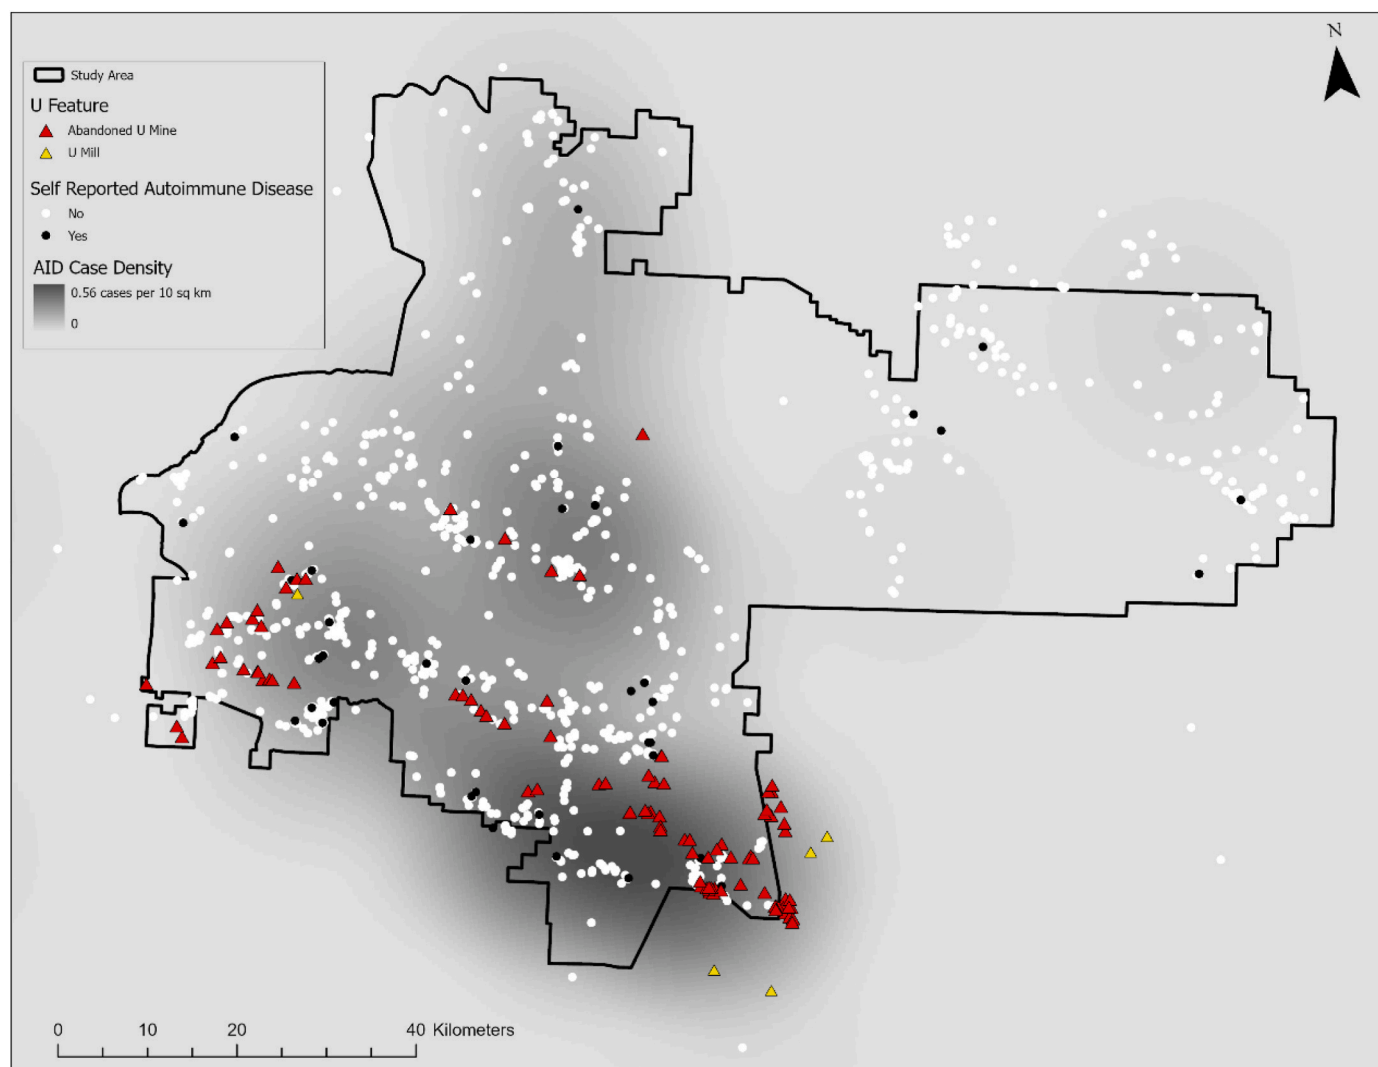 N
Study Area
U Feature
Abandoned U Mine
U Mill
Self Reported Autoimmune Disease
No
Yes
AID Case Density
0.56 cases per 10 sq km
0
0 10 20 40 Kilometers